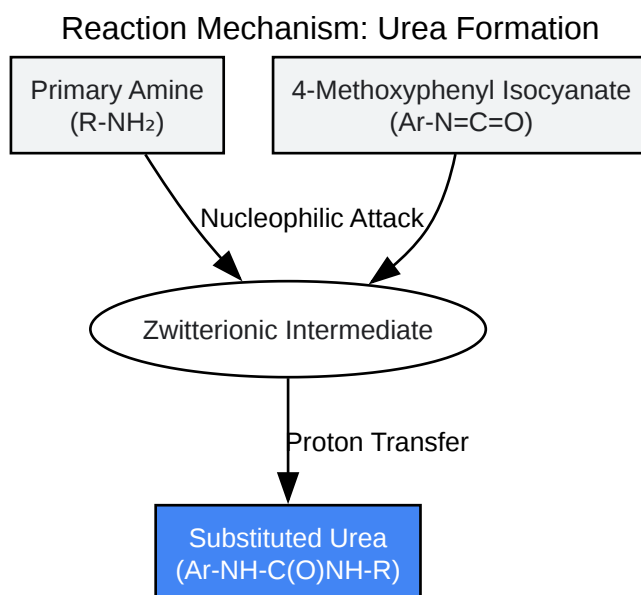 Reaction Mechanism: Urea Formation
Primary Amine
(R-NH₂)
4-Methoxyphenyl Isocyanate
(Ar-N=C=O)
Nucleophilic Attack
Zwitterionic Intermediate
Proton Transfer
Substituted Urea
(Ar-NH-C(O)NH-R)